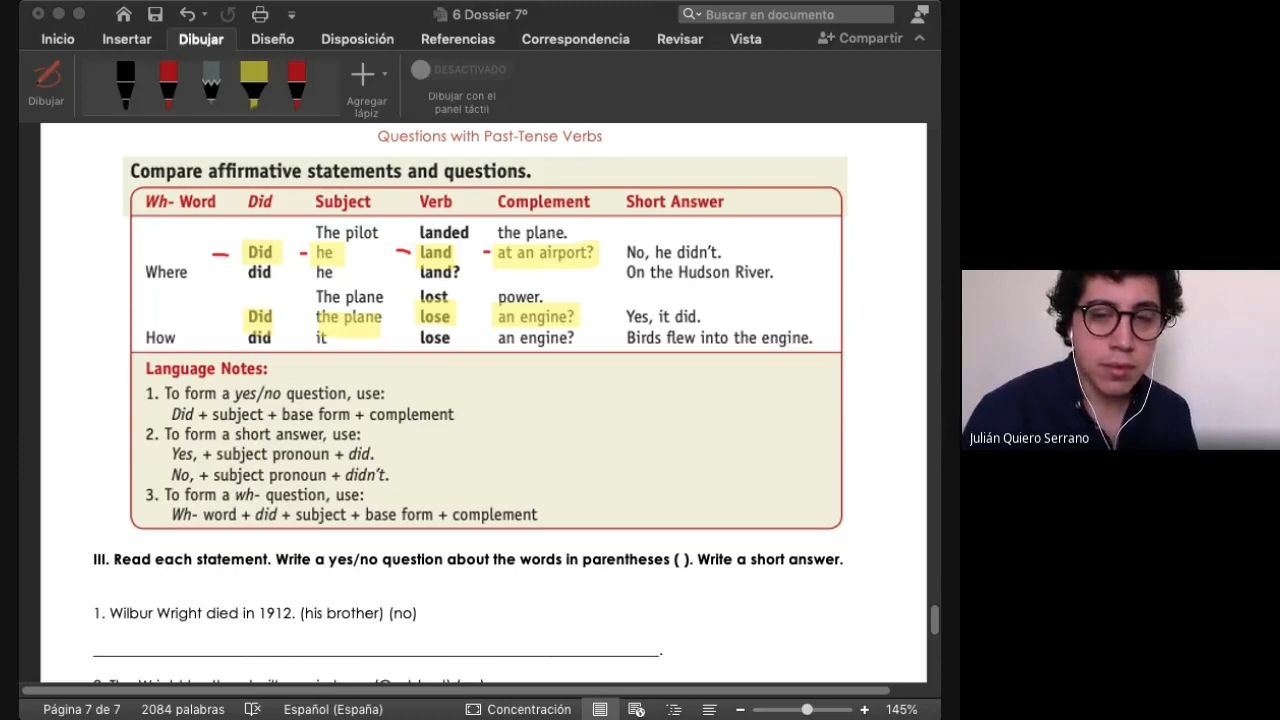 6 Dossier 7º
Buscar en documento
Inicio Insertar Dibujar Diseño Disposición Referencias Correspondencia Revisar Vista Compartir
Dibujar
Agregar lápiz
DESACTIVADO
Dibujar con el panel táctil
Questions with Past-Tense Verbs
Compare affirmative statements and questions.
Wh- Word Did Subject Verb Complement Short Answer
The pilot landed the plane.
Did he land at an airport? No, he didn't.
Where did he land? On the Hudson River.
The plane lost power.
Did the plane lose an engine? Yes, it did.
How did it lose an engine? Birds flew into the engine.
Language Notes:
1. To form a yes/no question, use:
Did + subject + base form + complement
2. To form a short answer, use:
Yes, + subject pronoun + did.
No, + subject pronoun + didn't.
3. To form a wh- question, use:
Wh- word + did + subject + base form + complement
III. Read each statement. Write a yes/no question about the words in parentheses ( ). Write a short answer.
1. Wilbur Wright died in 1912. (his brother) (no)
Julián Quiero Serrano
Página 7 de 7 2084 palabras Español (España) Concentración 145%